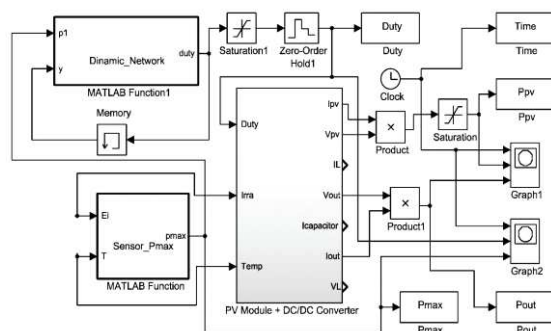 p1
Dinamic_Network
duty
y
MATLAB Function1
Memory
Saturation1
Zero-Order
Hold1
Duty
Duty
Clock
Time
Time
Ppv
Ppv
Duty
Ipv
Vpv
Product
Saturation
IL
Irra
Vout
Icapacitor
Iout
Temp
VL
PV Module + DC/DC Converter
Product1
Graph1
Graph2
Ei
Sensor_Pmax
pmax
T
MATLAB Function
Pmax
Pmax
Pout
Pout